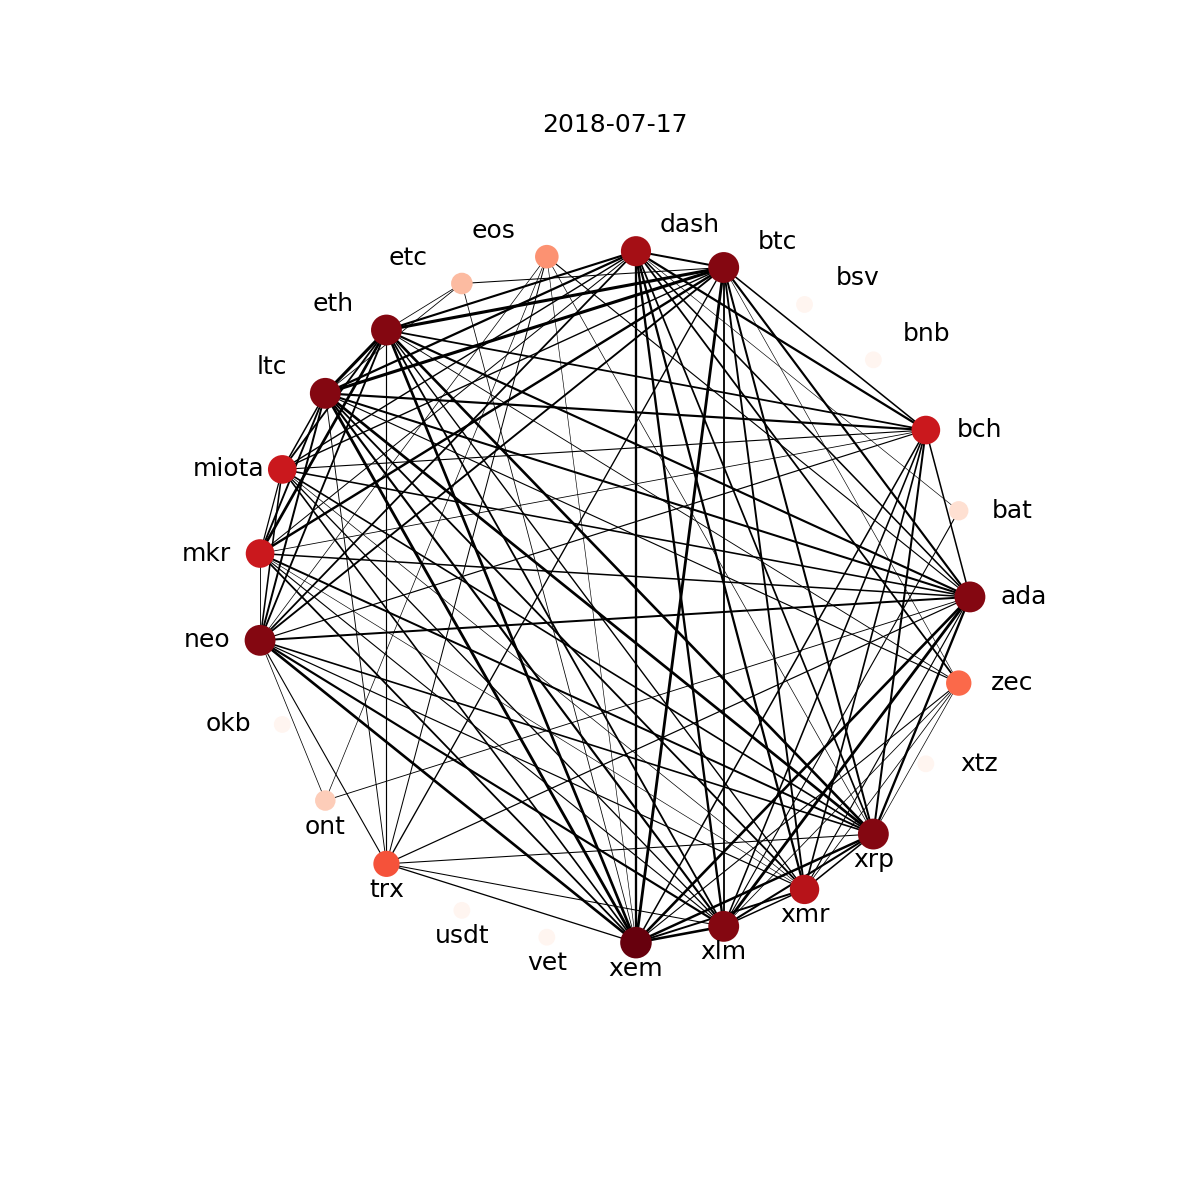 2018-07-17
dash
eos
btc
etc
bsv
eth
bnb
ltc
bch
miota
bat
mkr
ada
neo
zec
okb
xtz
ont
xrp
trx
xmr
usdt
xlm
vet
xem